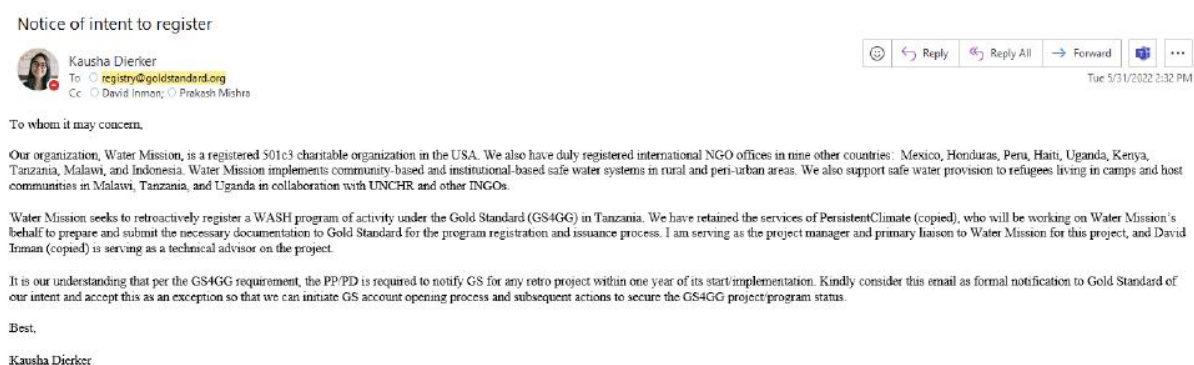 Notice of intent to register
Kausha Dierker
Reply
Reply All
Forward
To registry@goldstandard.org
Cc David Inman; Prakash Mishra
Tue 5/31/2022 2:32 PM
To whom it may concern,
Our organization, Water Mission, is a registered 501c3 charitable organization in the USA. We also have duly registered international NGO offices in nine other countries: Mexico, Honduras, Peru, Haiti, Uganda, Kenya,
Tanzania, Malawi, and Indonesia. Water Mission implements community-based and institutional-based safe water systems in rural and peri-urban areas. We also support safe water provision to refugees living in camps and host
communities in Malawi, Tanzania, and Uganda in collaboration with UNCHR and other INGOs.
Water Mission seeks to retroactively register a WASH program of activity under the Gold Standard (GS4GG) in Tanzania. We have retained the services of PersistentClimate (copied), who will be working on Water Mission's
behalf to prepare and submit the necessary documentation to Gold Standard for the program registration and issuance process. I am serving as the project manager and primary liaison to Water Mission for this project, and David
Inman (copied) is serving as a technical advisor on the project.
It is our understanding that per the GS4GG requirement, the PP/PD is required to notify GS for any retro project within one year of its start/implementation. Kindly consider this email as formal notification to Gold Standard of
our intent and accept this as an exception so that we can initiate GS account opening process and subsequent actions to secure the GS4GG project/program status.
Best,
Kausha Dierker